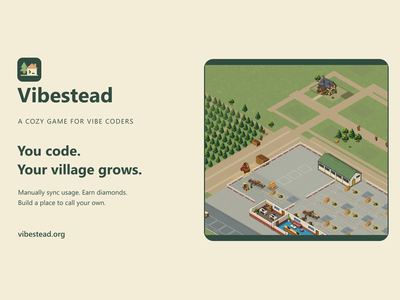 Vibestead
A COZY GAME FOR VIBE CODERS
You code.
Your village grows.
Manually sync usage. Earn diamonds.
Build a place to call your own.
vibestead.org